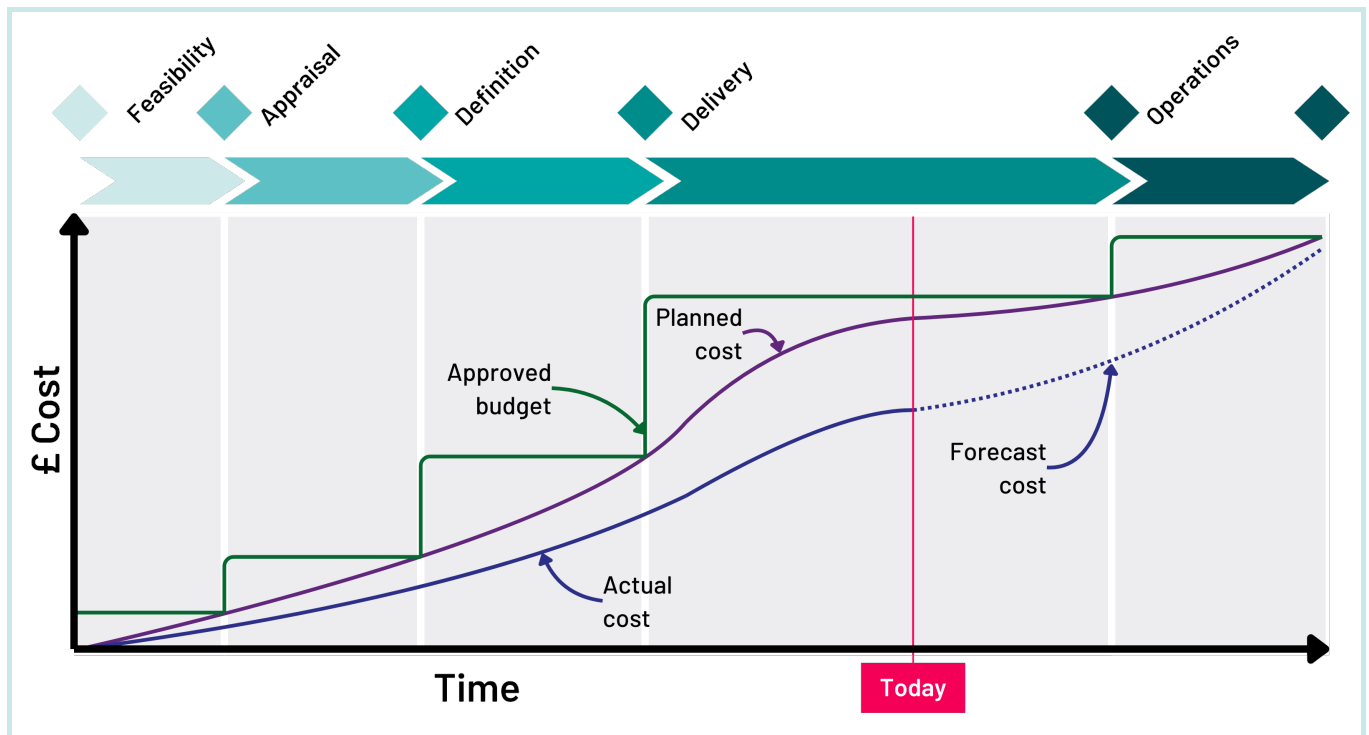 Feasibility
Appraisal
Definition
Delivery
Operations
£ Cost
Planned
cost
Approved
budget
Forecast
cost
Actual
cost
Time
Today